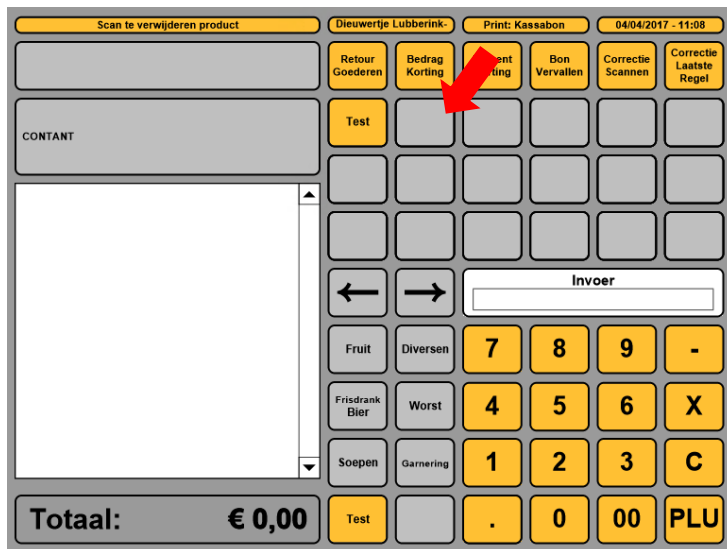 Scan te verwijderen product
Dieuwertje Lubberink-
Print: Kassabon
04/04/2017 - 11:08
Retour
Goederen
Bedrag
Korting
Bon
Vervallen
Correctie
Scannen
Correctie
Laatste
Regel
CONTANT
Test
←
→
Invoer
Fruit
Diversen
7
8
9
-
Frisdrank
Bier
Worst
4
5
6
X
Soepen
Garnering
1
2
3
C
Totaal:
€ 0,00
Test
.
0
00
PLU